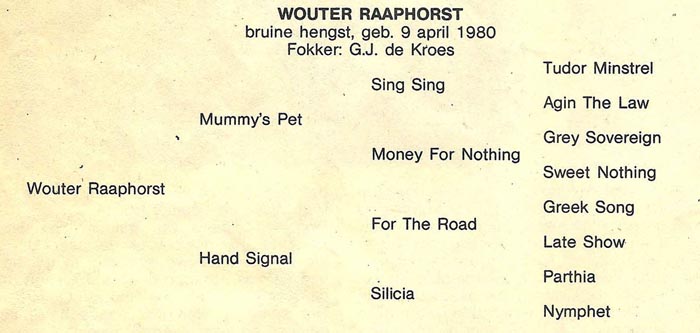 WOUTER RAAPHORST
bruine hengst, geb. 9 april 1980
Fokker: G.J. de Kroes
Tudor Minstrel
Sing Sing
Agin The Law
Mummy's Pet
Grey Sovereign
Money For Nothing
Sweet Nothing
Wouter Raaphorst
Greek Song
For The Road
Late Show
Hand Signal
Parthia
Silicia
Nymphet